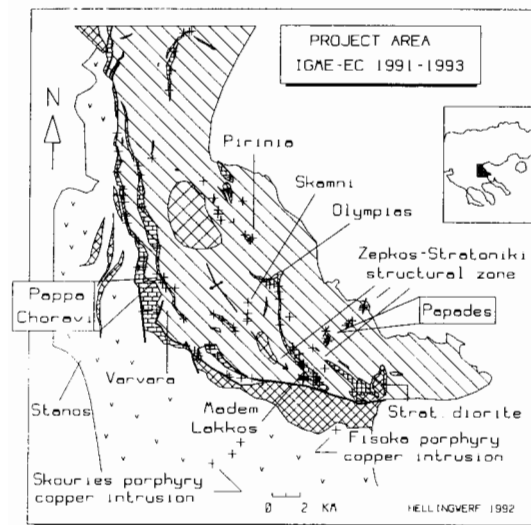 PROJECT AREA
IGME-EC 1991-1993
N
Pirinia
Skamni
Olympias
Zepkos-Stratoniki
structural zone
Pappa
Choravi
Papades
Varvara
Stanos
Madem
Lakkos
Strat. diorite
Fisoka porphyry
copper intrusion
Skouries porphyry
copper intrusion
0 2 KM
HELLINGWERF 1992